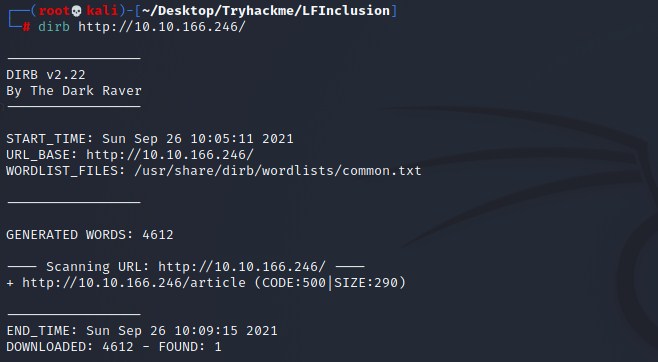 ┌──(root💀kali)-[~/Desktop/Tryhackme/LFInclusion]
└─# dirb http://10.10.166.246/
-----------------
DIRB v2.22
By The Dark Raver
-----------------
START_TIME: Sun Sep 26 10:05:11 2021
URL_BASE: http://10.10.166.246/
WORDLIST_FILES: /usr/share/dirb/wordlists/common.txt
-----------------
GENERATED WORDS: 4612
---- Scanning URL: http://10.10.166.246/ ----
+ http://10.10.166.246/article (CODE:500|SIZE:290)
-----------------
END_TIME: Sun Sep 26 10:09:15 2021
DOWNLOADED: 4612 - FOUND: 1